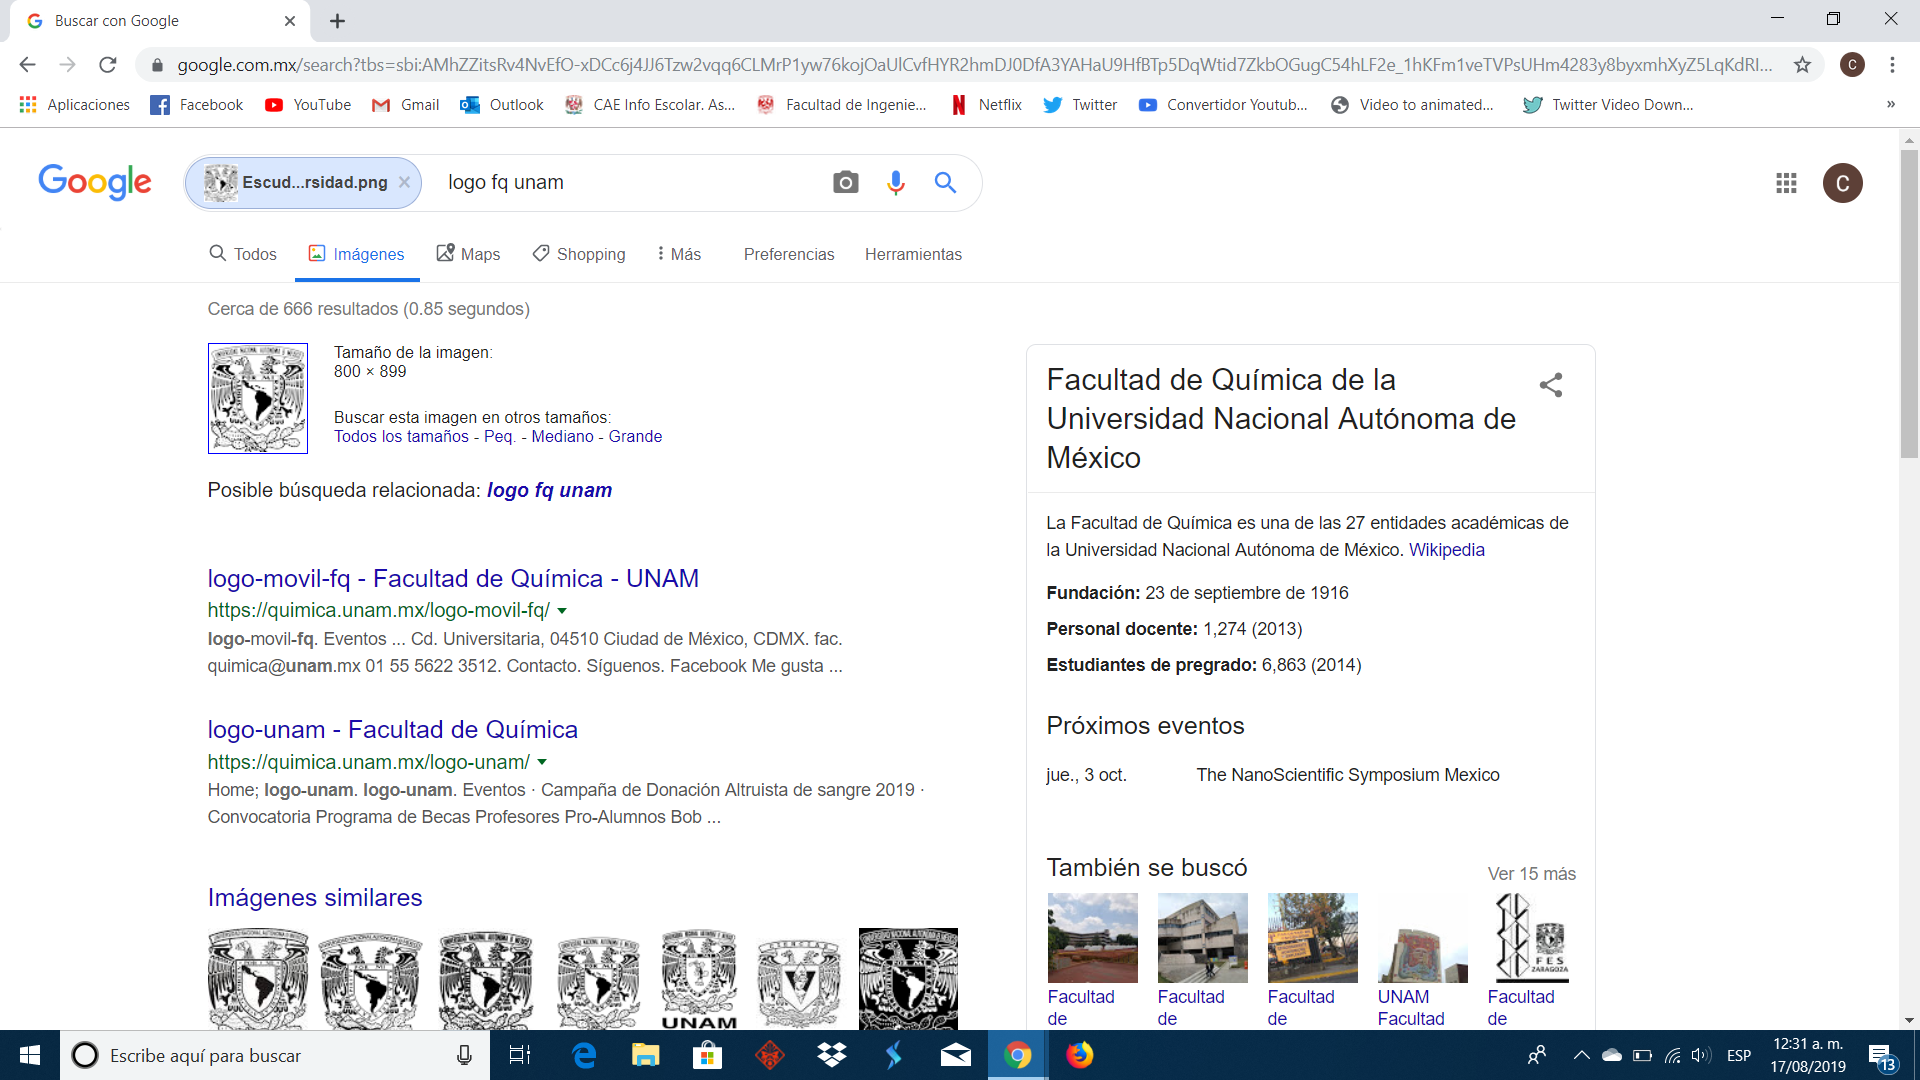 Buscar con Google
google.com.mx/search?tbs=sbi:AMhZZitsRv4NvEfO-xDCc6j4JJ6Tzw2vqq6CLMrP1yw76kojOaUlCvfHYR2hmDJ0DfA3YAHaU9HfBTp5DqWtid7ZkbOGugC54hLF2e_1hKFm1veTVPsUHm4283y8byxmhXyZ5LqKdRI...
C
Aplicaciones Facebook YouTube Gmail Outlook CAE Info Escolar. As... Facultad de Ingenie... Netflix Twitter Convertidor Youtub... Video to animated... Twitter Video Down... »
Google Escud...rsidad.png logo fq unam C
Todos Imágenes Maps Shopping Más Preferencias Herramientas
Cerca de 666 resultados (0.85 segundos)
Tamaño de la imagen:
800 × 899
Buscar esta imagen en otros tamaños:
Todos los tamaños - Peq. - Mediano - Grande
Posible búsqueda relacionada: logo fq unam
logo-movil-fq - Facultad de Química - UNAM
https://quimica.unam.mx/logo-movil-fq/
logo-movil-fq. Eventos ... Cd. Universitaria, 04510 Ciudad de México, CDMX. fac.
quimica@unam.mx 01 55 5622 3512. Contacto. Síguenos. Facebook Me gusta ...
logo-unam - Facultad de Química
https://quimica.unam.mx/logo-unam/
Home; logo-unam. logo-unam. Eventos · Campaña de Donación Altruista de sangre 2019 ·
Convocatoria Programa de Becas Profesores Pro-Alumnos Bob ...
Imágenes similares
UNAM
Facultad de Química de la
Universidad Nacional Autónoma de
México
La Facultad de Química es una de las 27 entidades académicas de
la Universidad Nacional Autónoma de México. Wikipedia
Fundación: 23 de septiembre de 1916
Personal docente: 1,274 (2013)
Estudiantes de pregrado: 6,863 (2014)
Próximos eventos
jue., 3 oct. The NanoScientific Symposium Mexico
También se buscó Ver 15 más
FES
ZARAGOZA
Facultad Facultad Facultad UNAM Facultad
de de de Facultad de
Escribe aquí para buscar
ESP
12:31 a. m.
17/08/2019
13